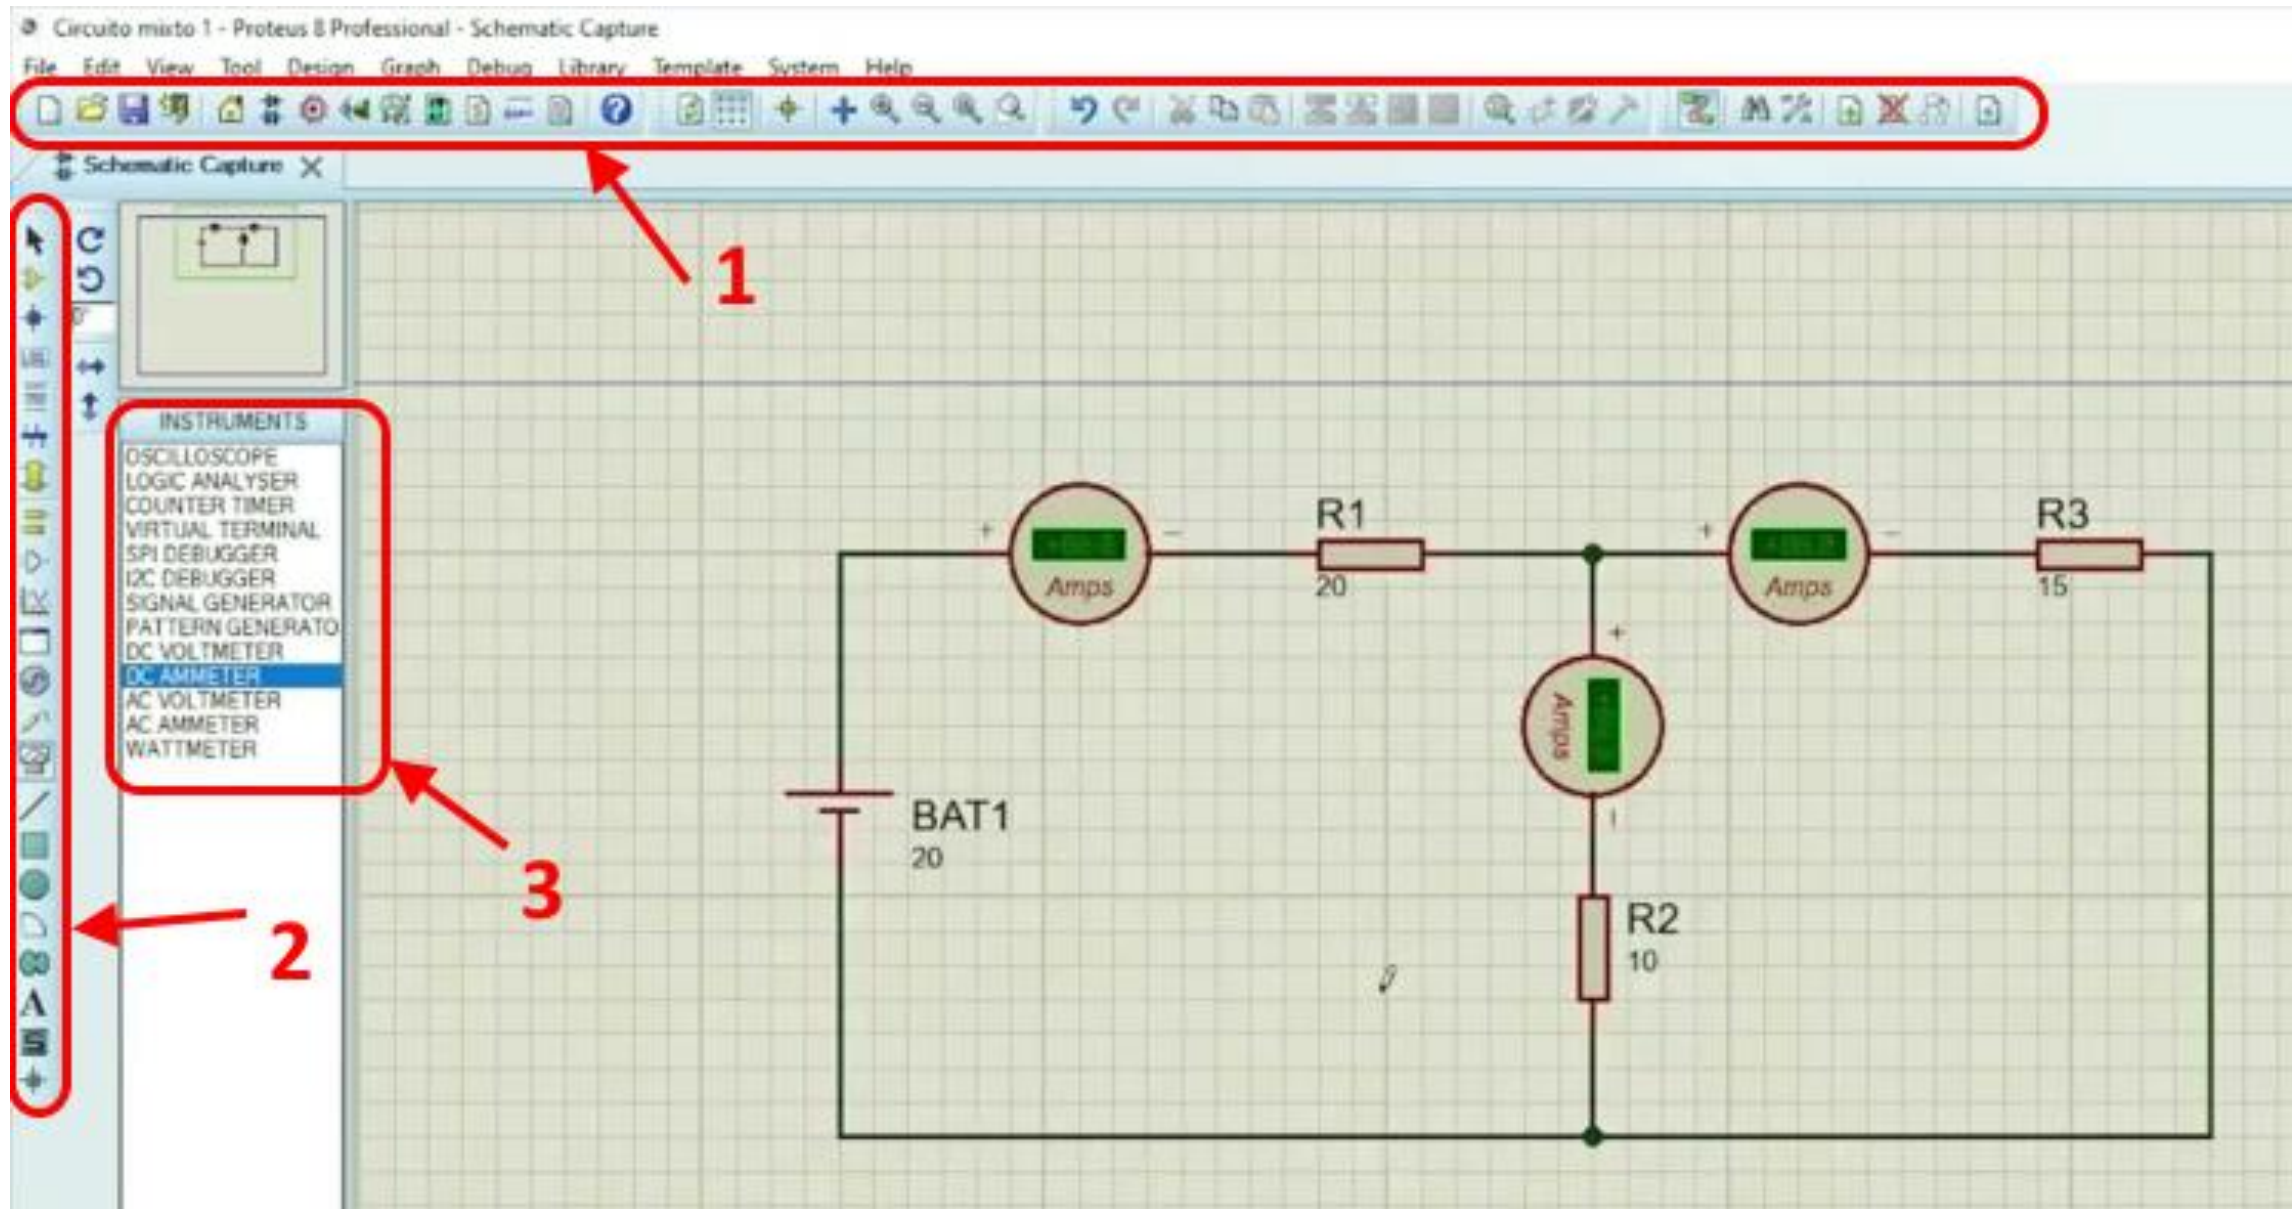 Circuito mixto 1 - Proteus 8 Professional - Schematic Capture
File Edit View Tool Design Graph Debug Library Template System Help
1
Schematic Capture
INSTRUMENTS
OSCILLOSCOPE
LOGIC ANALYSER
COUNTER TIMER
VIRTUAL TERMINAL
SPI DEBUGGER
I2C DEBUGGER
SIGNAL GENERATOR
PATTERN GENERATO
DC VOLTMETER
DC AMMETER
AC VOLTMETER
AC AMMETER
WATTMETER
3
2
A
S
+
Amps
−
R1
20
+
Amps
−
R3
15
+
Amps
−
BAT1
20
R2
10